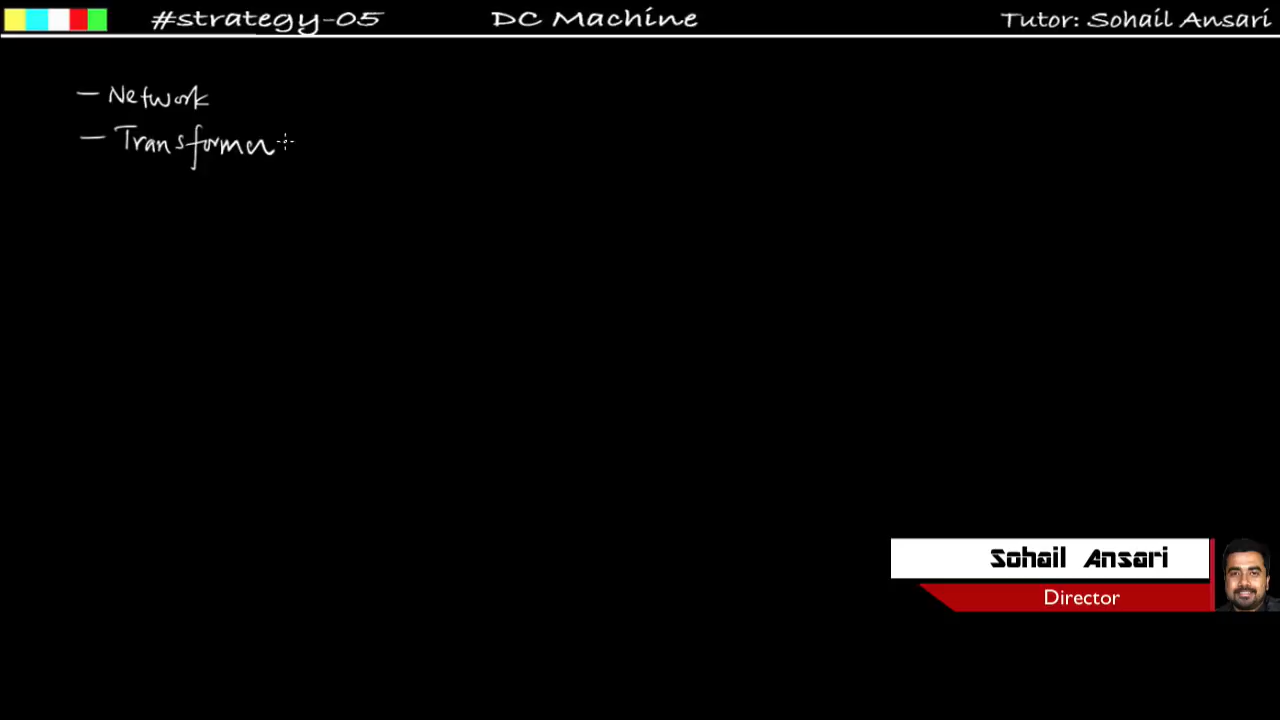 #strategy-05 DC Machine Tutor: Sohail Ansari
- Network
- Transformer
Sohail Ansari
Director